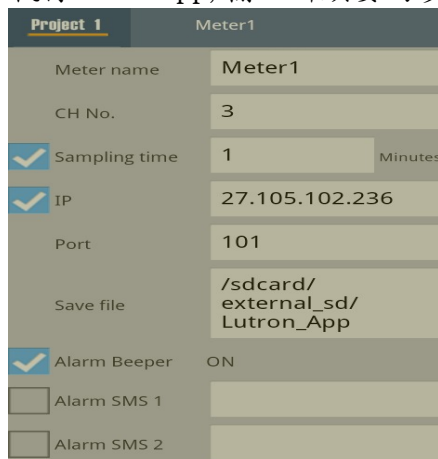 Project 1 Meter1
Meter name Meter1
CH No. 3
Sampling time 1 Minutes
IP 27.105.102.236
Port 101
Save file /sdcard/
external_sd/
Lutron_App
Alarm Beeper ON
Alarm SMS 1
Alarm SMS 2